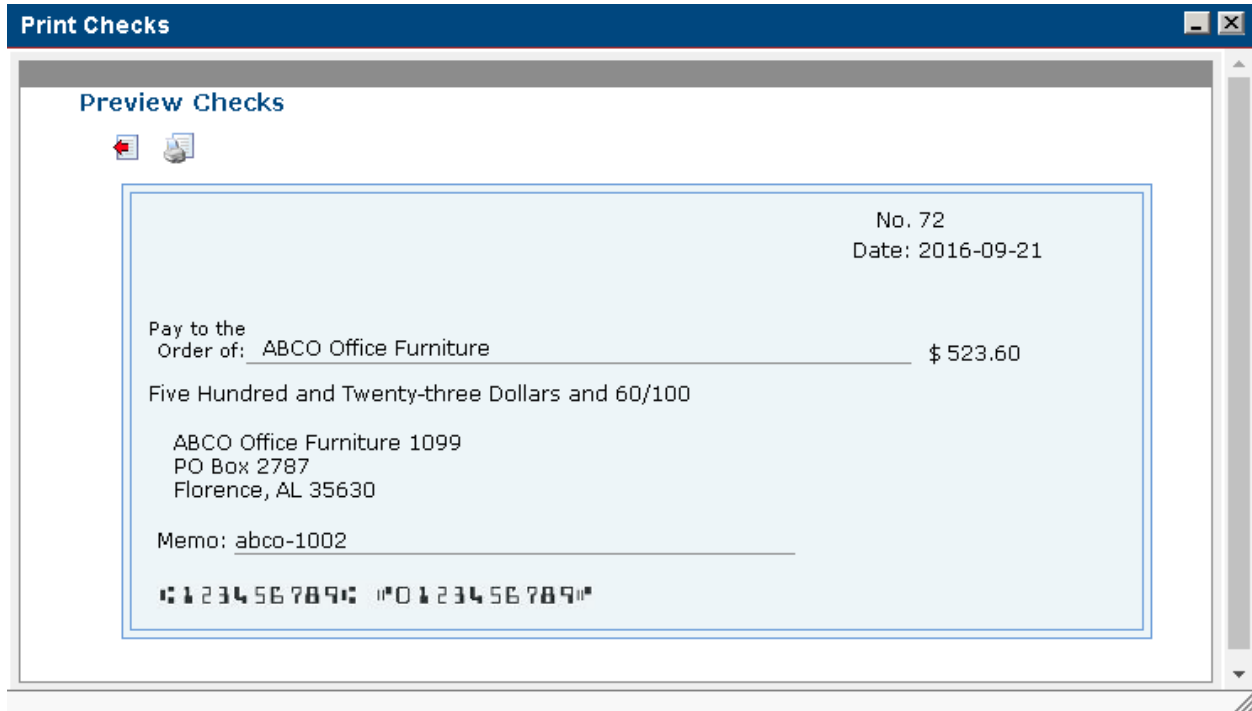 Print Checks
Preview Checks
No. 72
Date: 2016-09-21
Pay to the
Order of: ABCO Office Furniture $ 523.60
Five Hundred and Twenty-three Dollars and 60/100
ABCO Office Furniture 1099
PO Box 2787
Florence, AL 35630
Memo: abco-1002
⑆123456789⑆ ⑈0123456789⑈